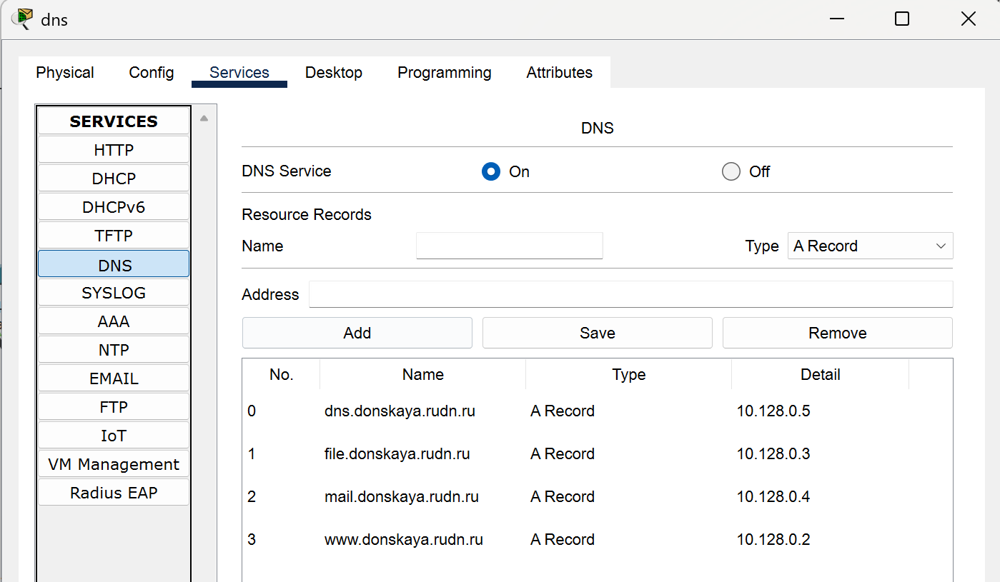 dns
Physical Config Services Desktop Programming Attributes
SERVICES
HTTP
DHCP
DHCPv6
TFTP
DNS
SYSLOG
AAA
NTP
EMAIL
FTP
IoT
VM Management
Radius EAP
DNS
DNS Service On Off
Resource Records
Name Type A Record
Address
Add Save Remove
No. Name Type Detail
0 dns.donskaya.rudn.ru A Record 10.128.0.5
1 file.donskaya.rudn.ru A Record 10.128.0.3
2 mail.donskaya.rudn.ru A Record 10.128.0.4
3 www.donskaya.rudn.ru A Record 10.128.0.2